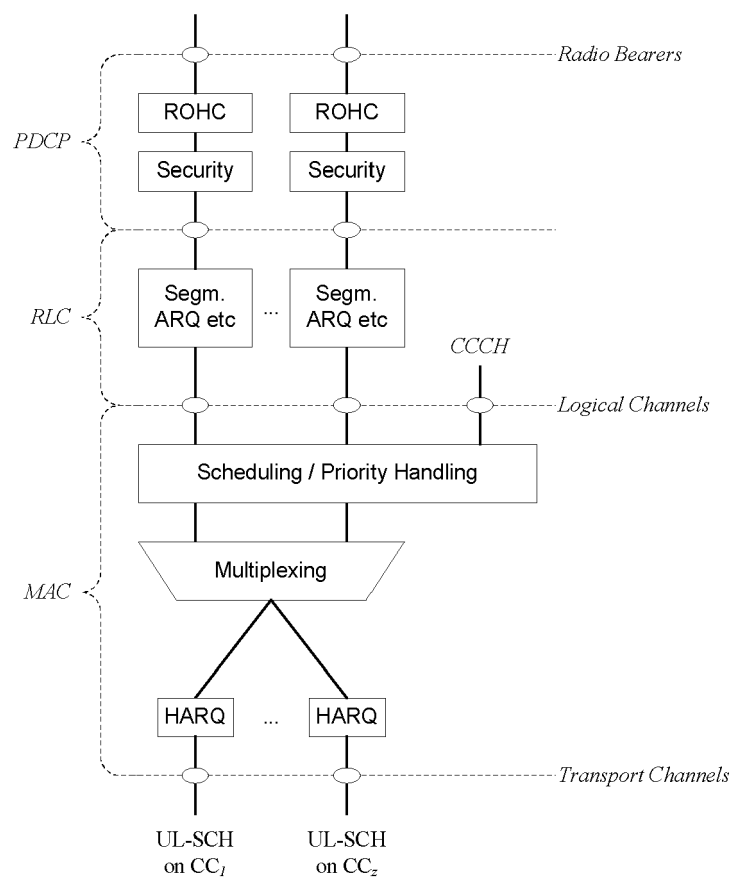 Radio Bearers
ROHC ROHC
PDCP
Security Security
Segm. Segm.
ARQ etc ... ARQ etc
RLC
CCCH
Logical Channels
Scheduling / Priority Handling
Multiplexing
MAC
HARQ ... HARQ
Transport Channels
UL-SCH UL-SCH
on CC1 on CCz